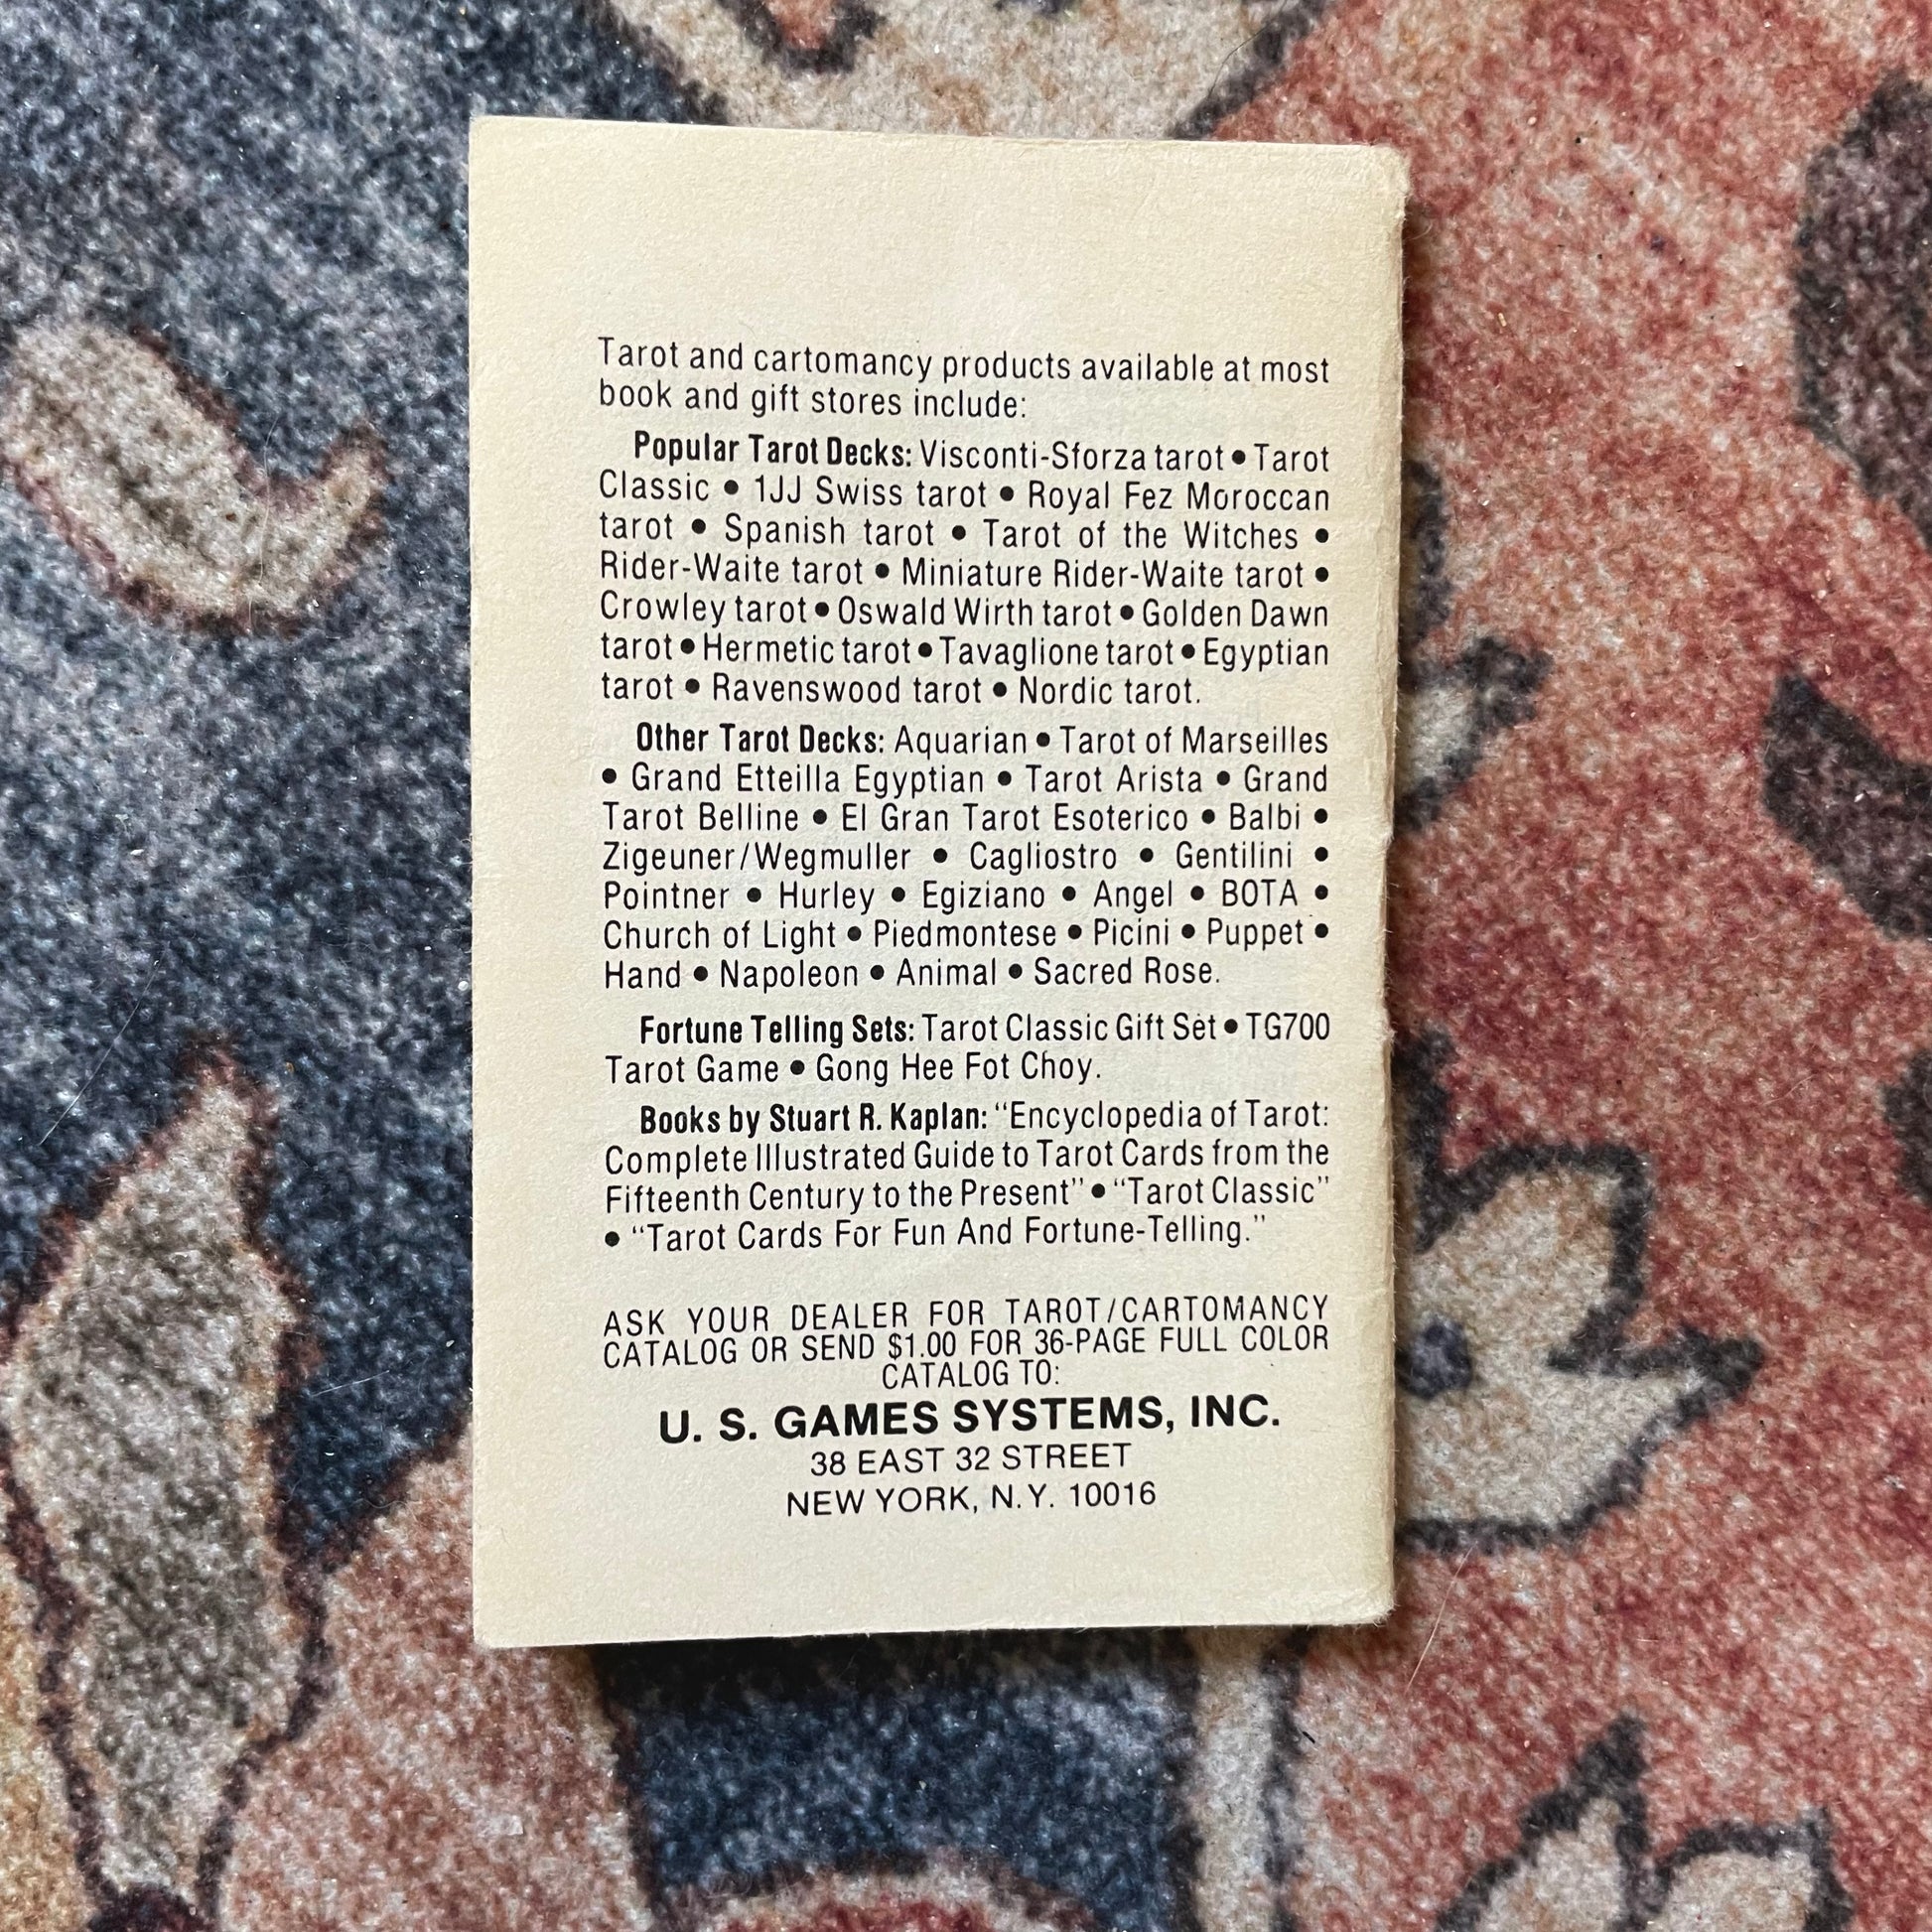 Tarot and cartomancy products available at most
book and gift stores include:
Popular Tarot Decks: Visconti-Sforza tarot • Tarot
Classic • 1JJ Swiss tarot • Royal Fez Moroccan
tarot • Spanish tarot • Tarot of the Witches •
Rider-Waite tarot • Miniature Rider-Waite tarot •
Crowley tarot • Oswald Wirth tarot • Golden Dawn
tarot • Hermetic tarot • Tavaglione tarot • Egyptian
tarot • Ravenswood tarot • Nordic tarot.
Other Tarot Decks: Aquarian • Tarot of Marseilles
• Grand Etteilla Egyptian • Tarot Arista • Grand
Tarot Belline • El Gran Tarot Esoterico • Balbi •
Zigeuner/Wegmuller • Cagliostro • Gentilini •
Pointner • Hurley • Egiziano • Angel • BOTA •
Church of Light • Piedmontese • Picini • Puppet •
Hand • Napoleon • Animal • Sacred Rose.
Fortune Telling Sets: Tarot Classic Gift Set • TG700
Tarot Game • Gong Hee Fot Choy.
Books by Stuart R. Kaplan: "Encyclopedia of Tarot:
Complete Illustrated Guide to Tarot Cards from the
Fifteenth Century to the Present" • "Tarot Classic"
• "Tarot Cards For Fun And Fortune-Telling."
ASK YOUR DEALER FOR TAROT/CARTOMANCY
CATALOG OR SEND $1.00 FOR 36-PAGE FULL COLOR
CATALOG TO:
U. S. GAMES SYSTEMS, INC.
38 EAST 32 STREET
NEW YORK, N.Y. 10016